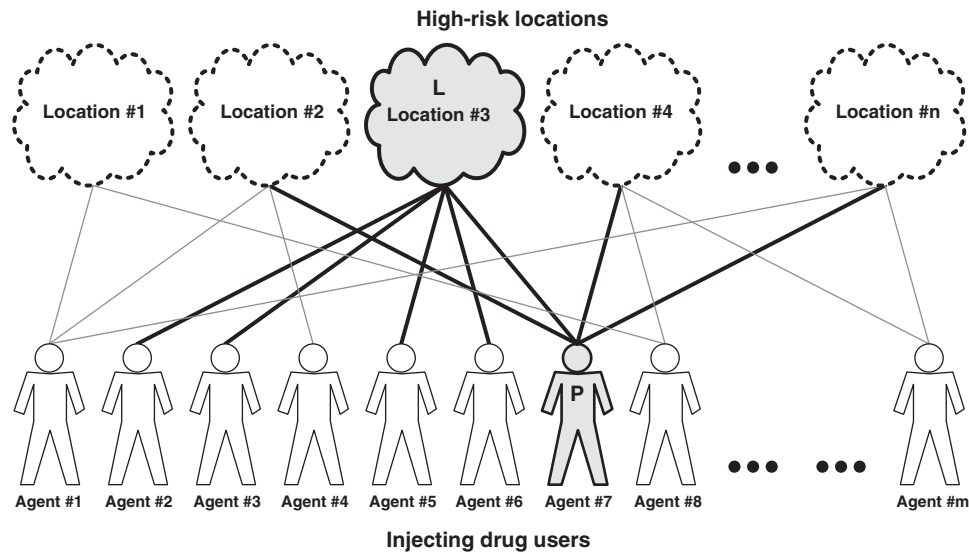 High-risk locations
L
Location #1
Location #2
Location #3
Location #4
Location #n
P
Agent #1
Agent #2
Agent #3
Agent #4
Agent #5
Agent #6
Agent #7
Agent #8
Agent #m
Injecting drug users